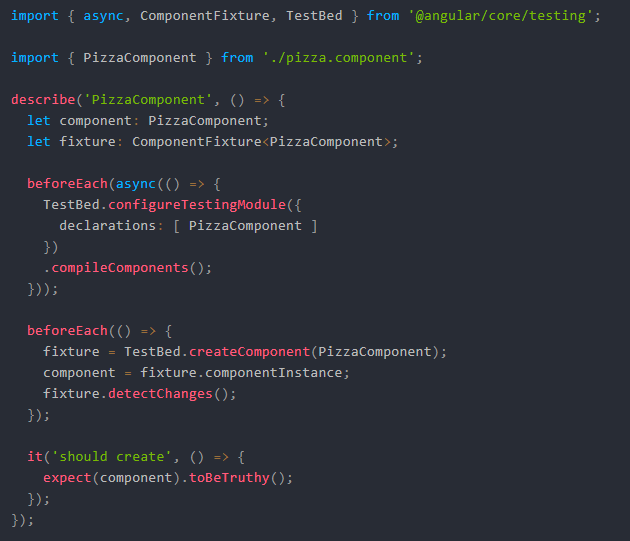 import { async, ComponentFixture, TestBed } from '@angular/core/testing';
import { PizzaComponent } from './pizza.component';
describe('PizzaComponent', () => {
  let component: PizzaComponent;
  let fixture: ComponentFixture<PizzaComponent>;
  beforeEach(async(() => {
    TestBed.configureTestingModule({
      declarations: [ PizzaComponent ]
    })
    .compileComponents();
  }));
  beforeEach(() => {
    fixture = TestBed.createComponent(PizzaComponent);
    component = fixture.componentInstance;
    fixture.detectChanges();
  });
  it('should create', () => {
    expect(component).toBeTruthy();
  });
});